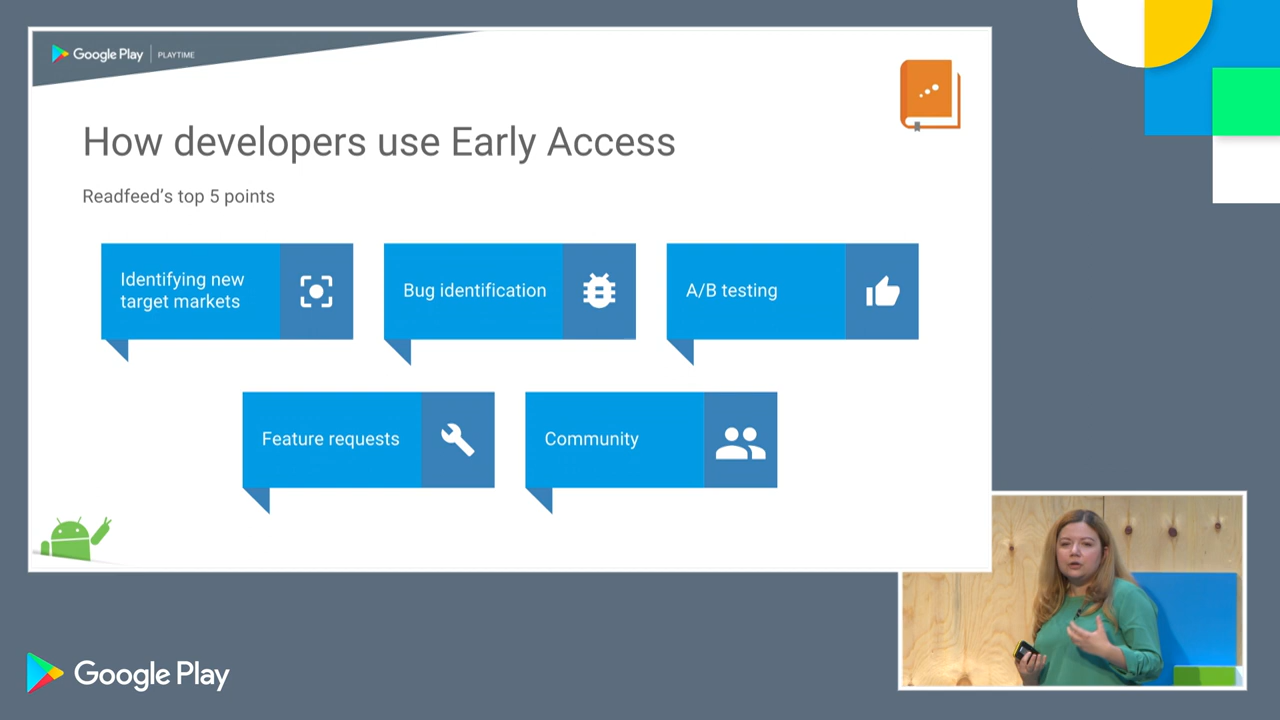 Google Play | PLAYTIME
How developers use Early Access
Readfeed's top 5 points
Identifying new
target markets
Bug identification
A/B testing
Feature requests
Community
Google Play